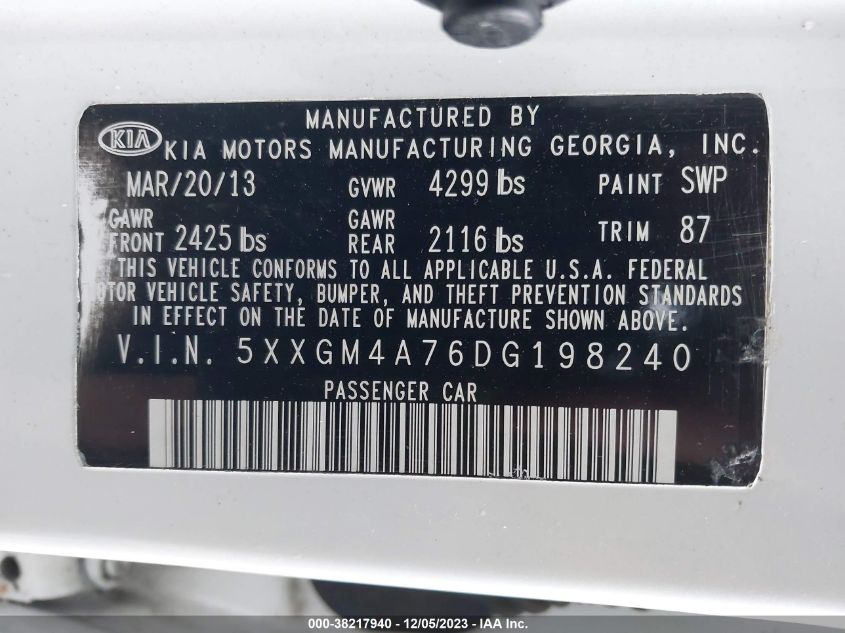 MANUFACTURED BY
KIA KIA MOTORS MANUFACTURING GEORGIA, INC.
MAR/20/13 GVWR 4299 lbs PAINT SWP
GAWR FRONT 2425 lbs GAWR REAR 2116 lbs TRIM 87
THIS VEHICLE CONFORMS TO ALL APPLICABLE U.S.A. FEDERAL
OTOR VEHICLE SAFETY, BUMPER, AND THEFT PREVENTION STANDARDS
IN EFFECT ON THE DATE OF MANUFACTURE SHOWN ABOVE.
V.I.N. 5XXGM4A76DG198240
PASSENGER CAR
000-38217940 - 12/05/2023 - IAA Inc.